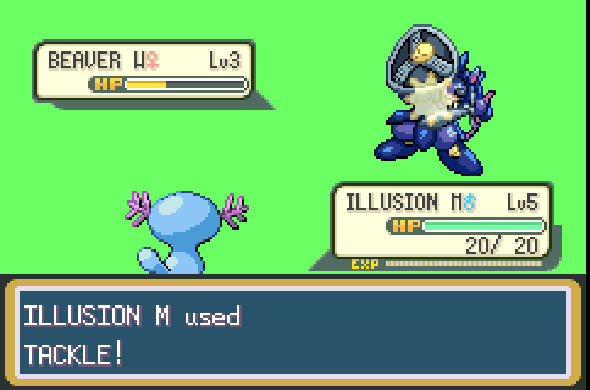 BEAVER W♀ Lv3
HP
ILLUSION M♂ Lv5
HP
20/ 20
EXP
ILLUSION M used
TACKLE!